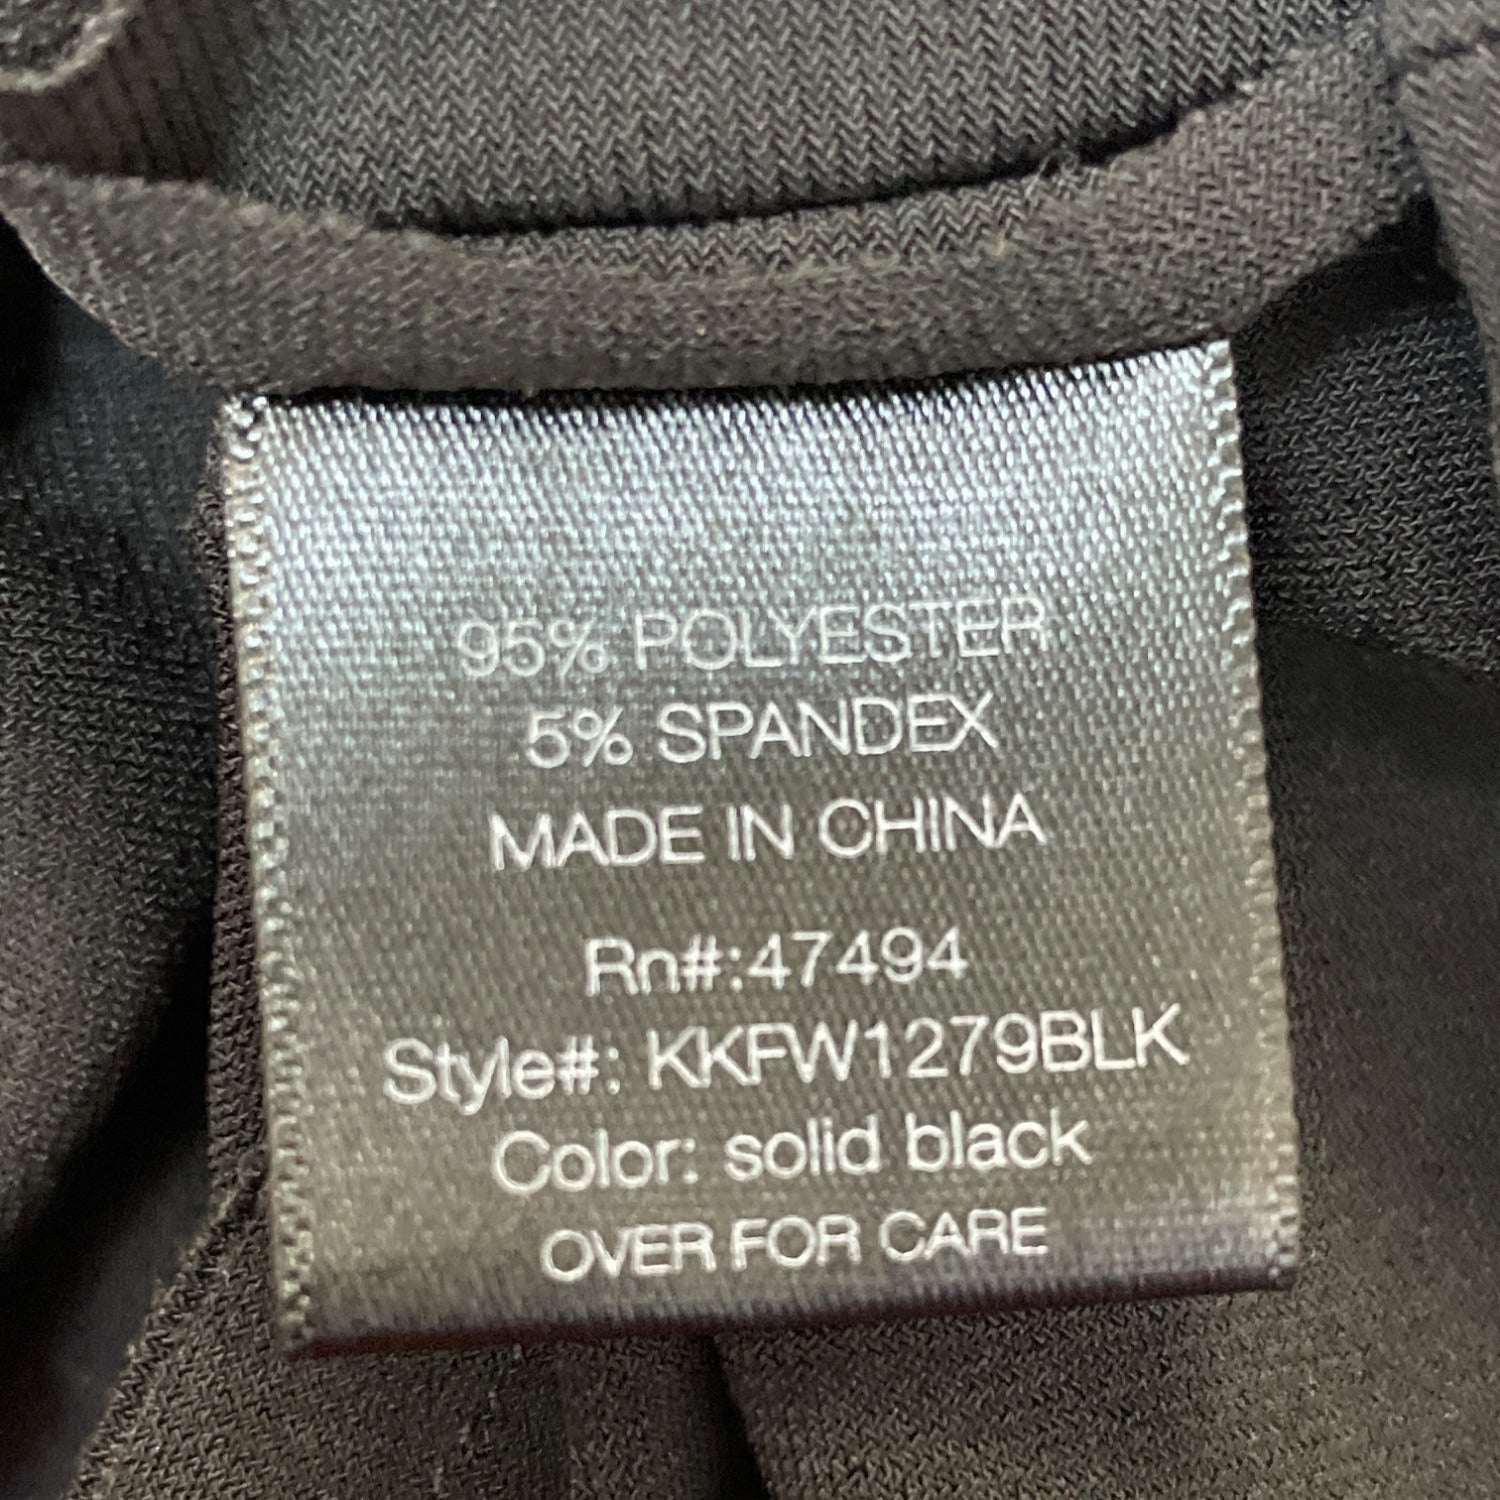 95% POLYESTER
5% SPANDEX
MADE IN CHINA
Rn#:47494
Style#: KKFW1279BLK
Color: solid black
OVER FOR CARE